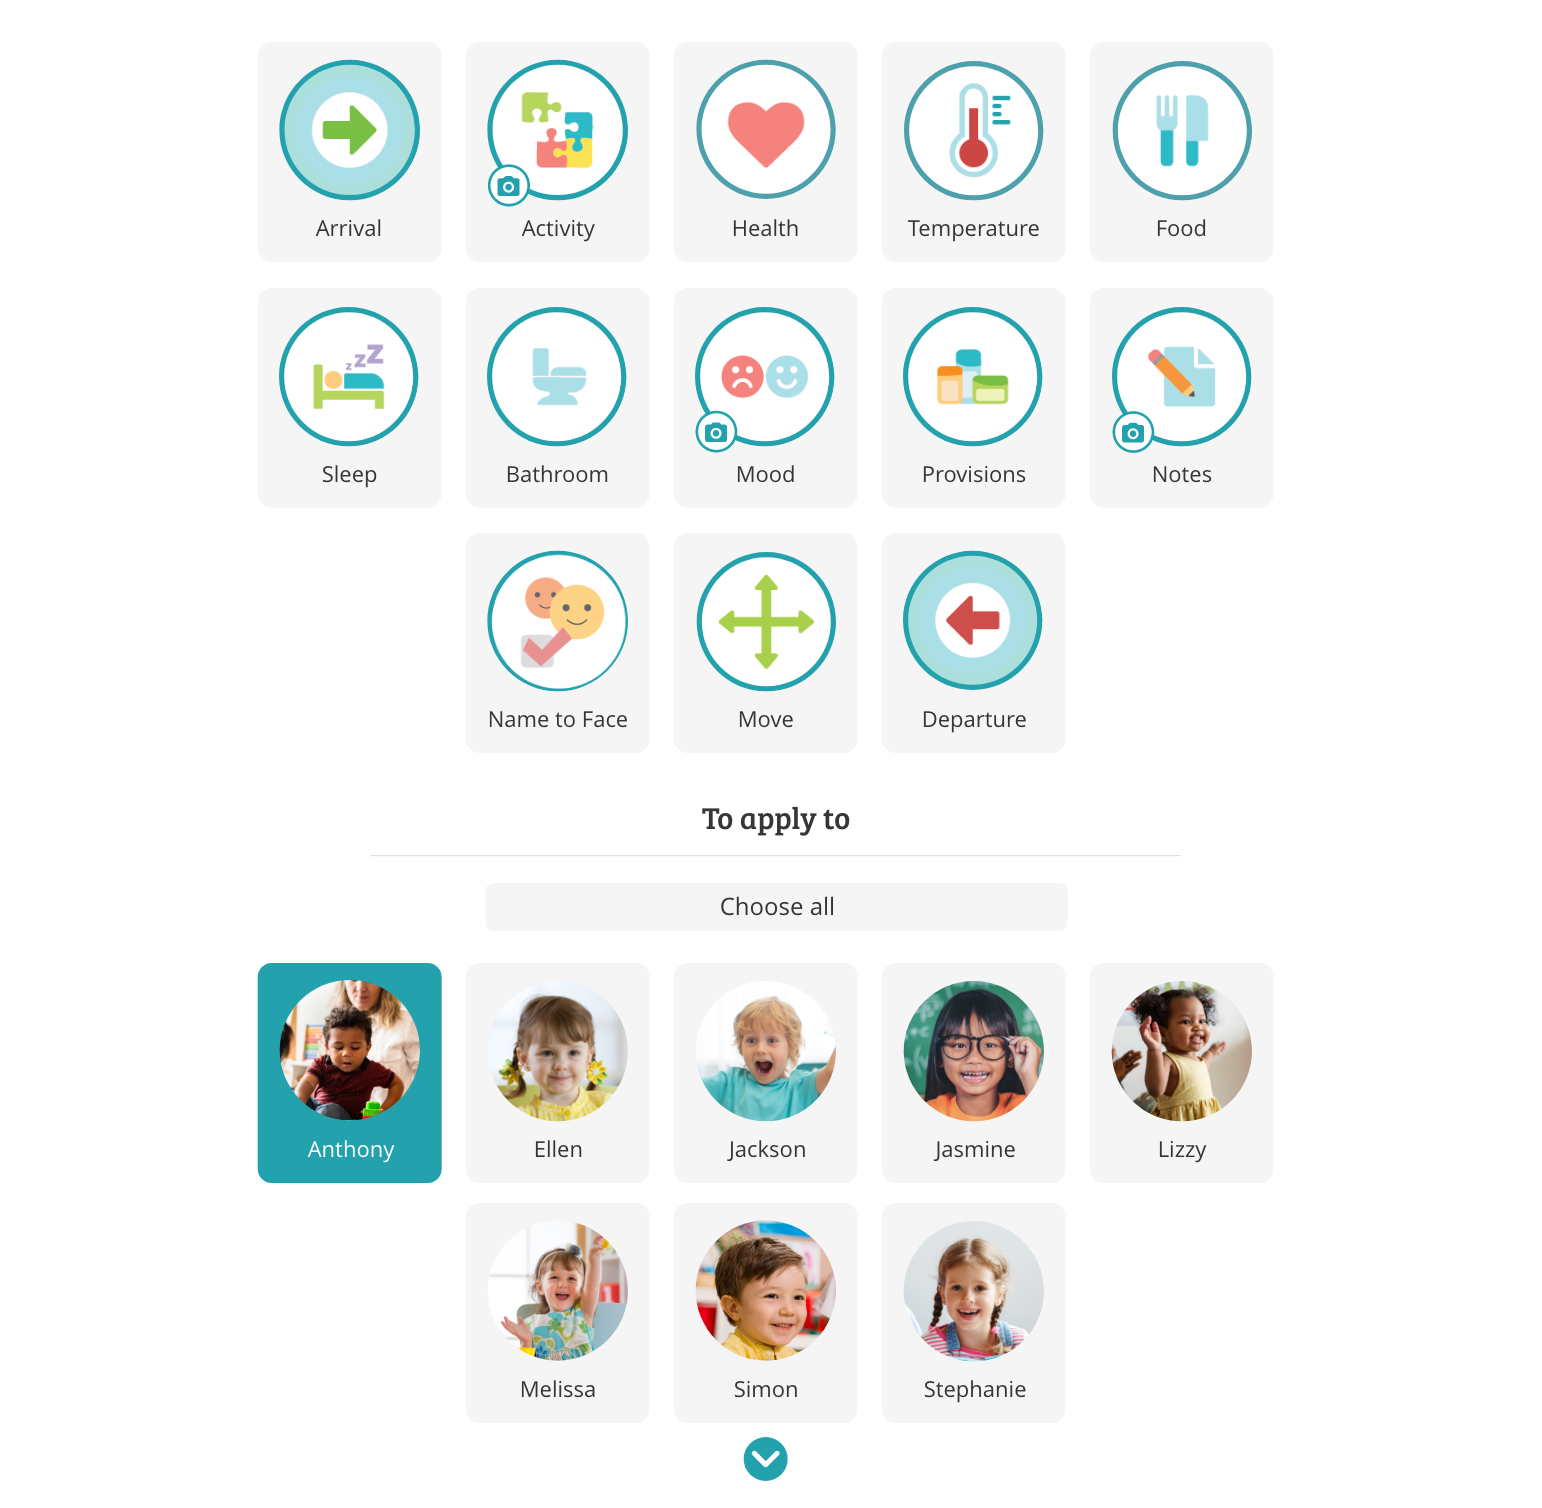 Arrival
Activity
Health
Temperature
Food
Sleep
Bathroom
Mood
Provisions
Notes
Name to Face
Move
Departure
To apply to
Choose all
Anthony
Ellen
Jackson
Jasmine
Lizzy
Melissa
Simon
Stephanie